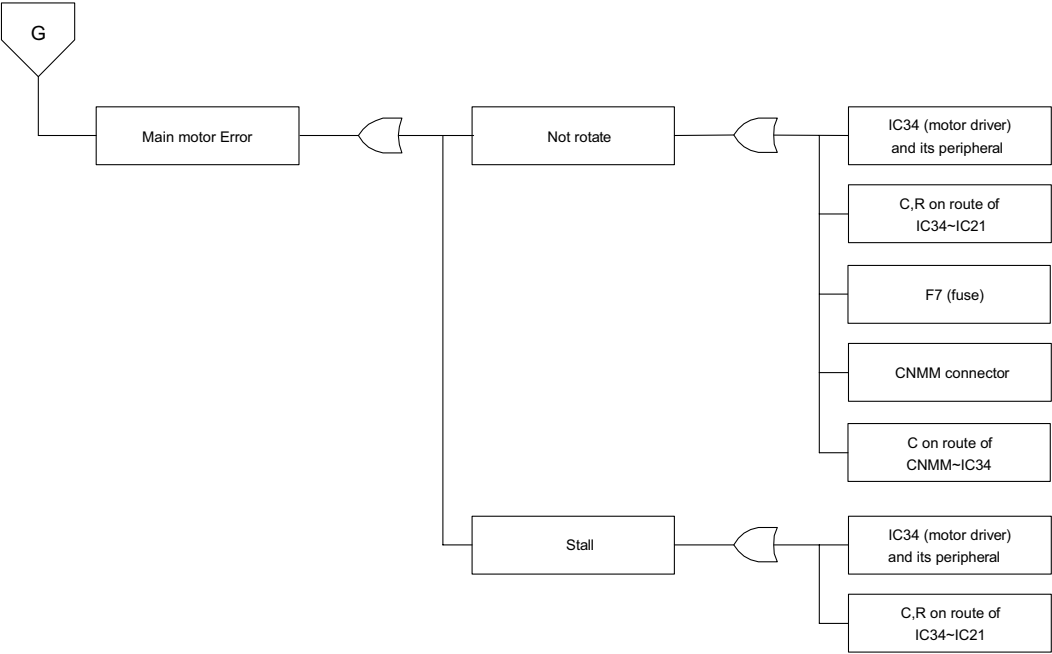 G
Main motor Error
Not rotate
IC34 (motor driver)
and its peripheral
C,R on route of
IC34~IC21
F7 (fuse)
CNMM connector
C on route of
CNMM~IC34
Stall
IC34 (motor driver)
and its peripheral
C,R on route of
IC34~IC21